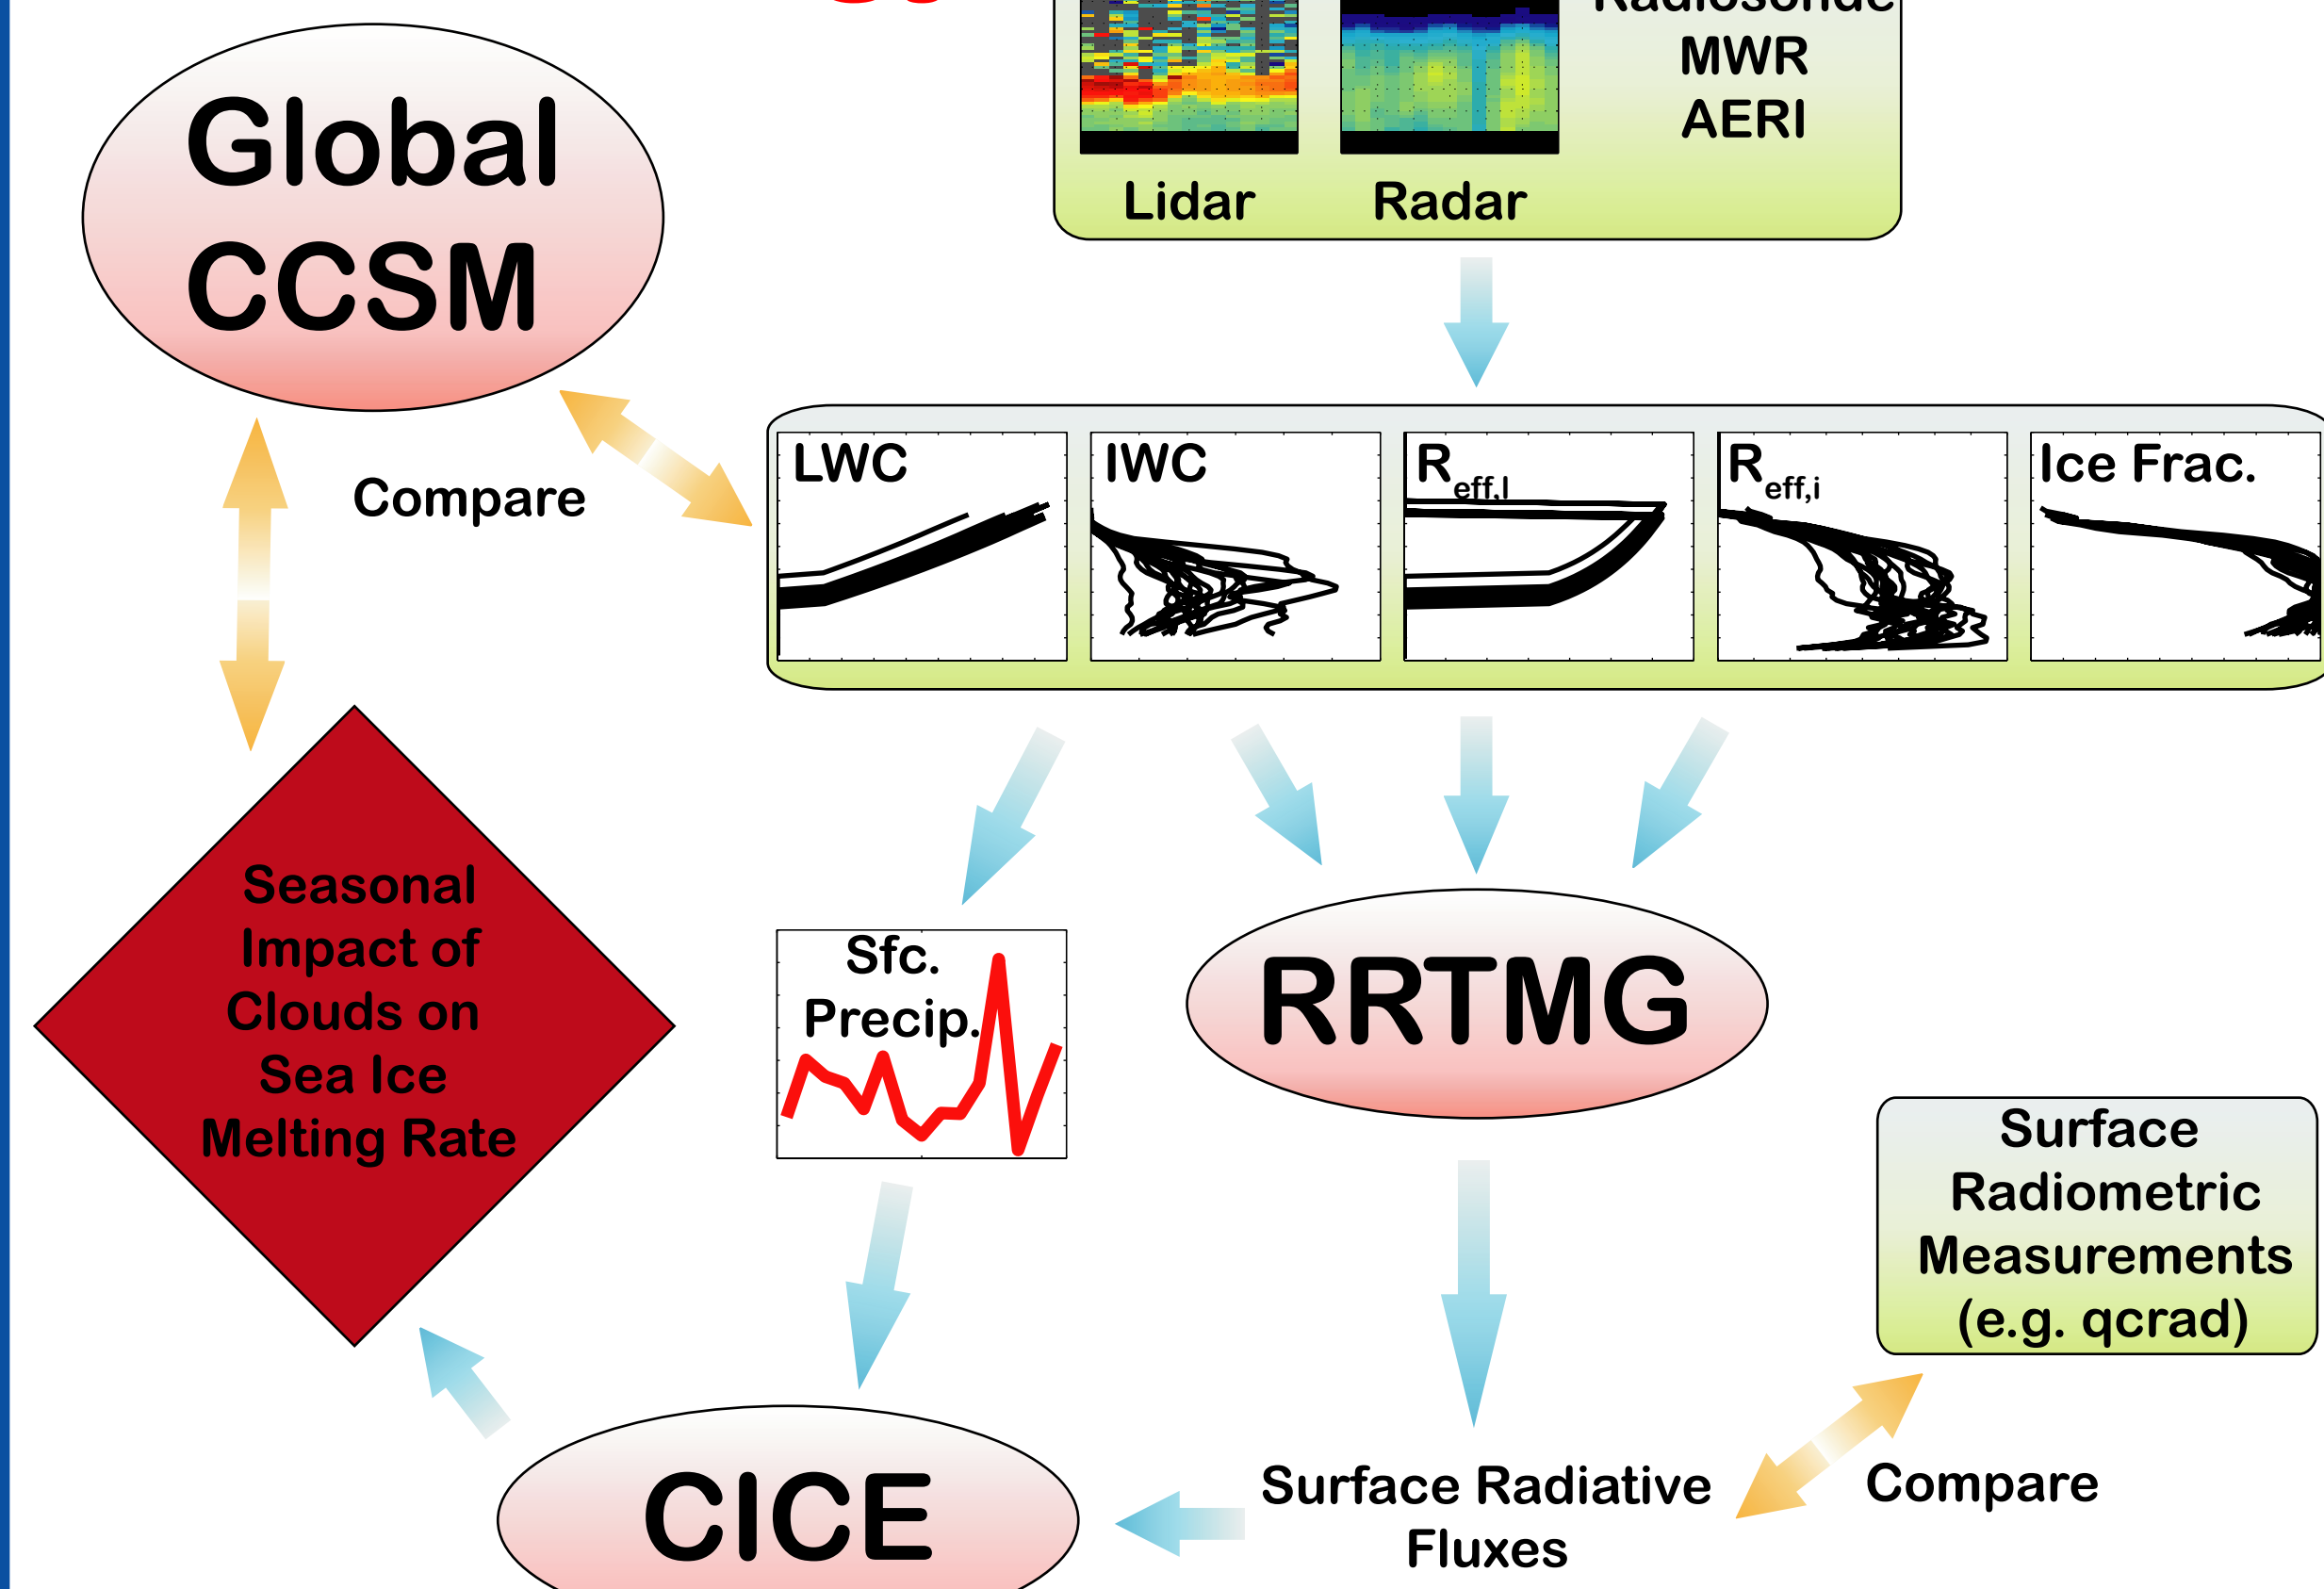 Radiosonde
MWR
AERI
Lidar
Radar
Global
CCSM
Compare
LWC
IWC
Reff,l
Reff,i
Ice Frac.
Seasonal
Impact of
Clouds on
Sea Ice
Melting Rate
Sfc.
Precip.
RRTMG
Surface
Radiometric
Measurements
(e.g. qcrad)
CICE
Surface Radiative
Fluxes
Compare